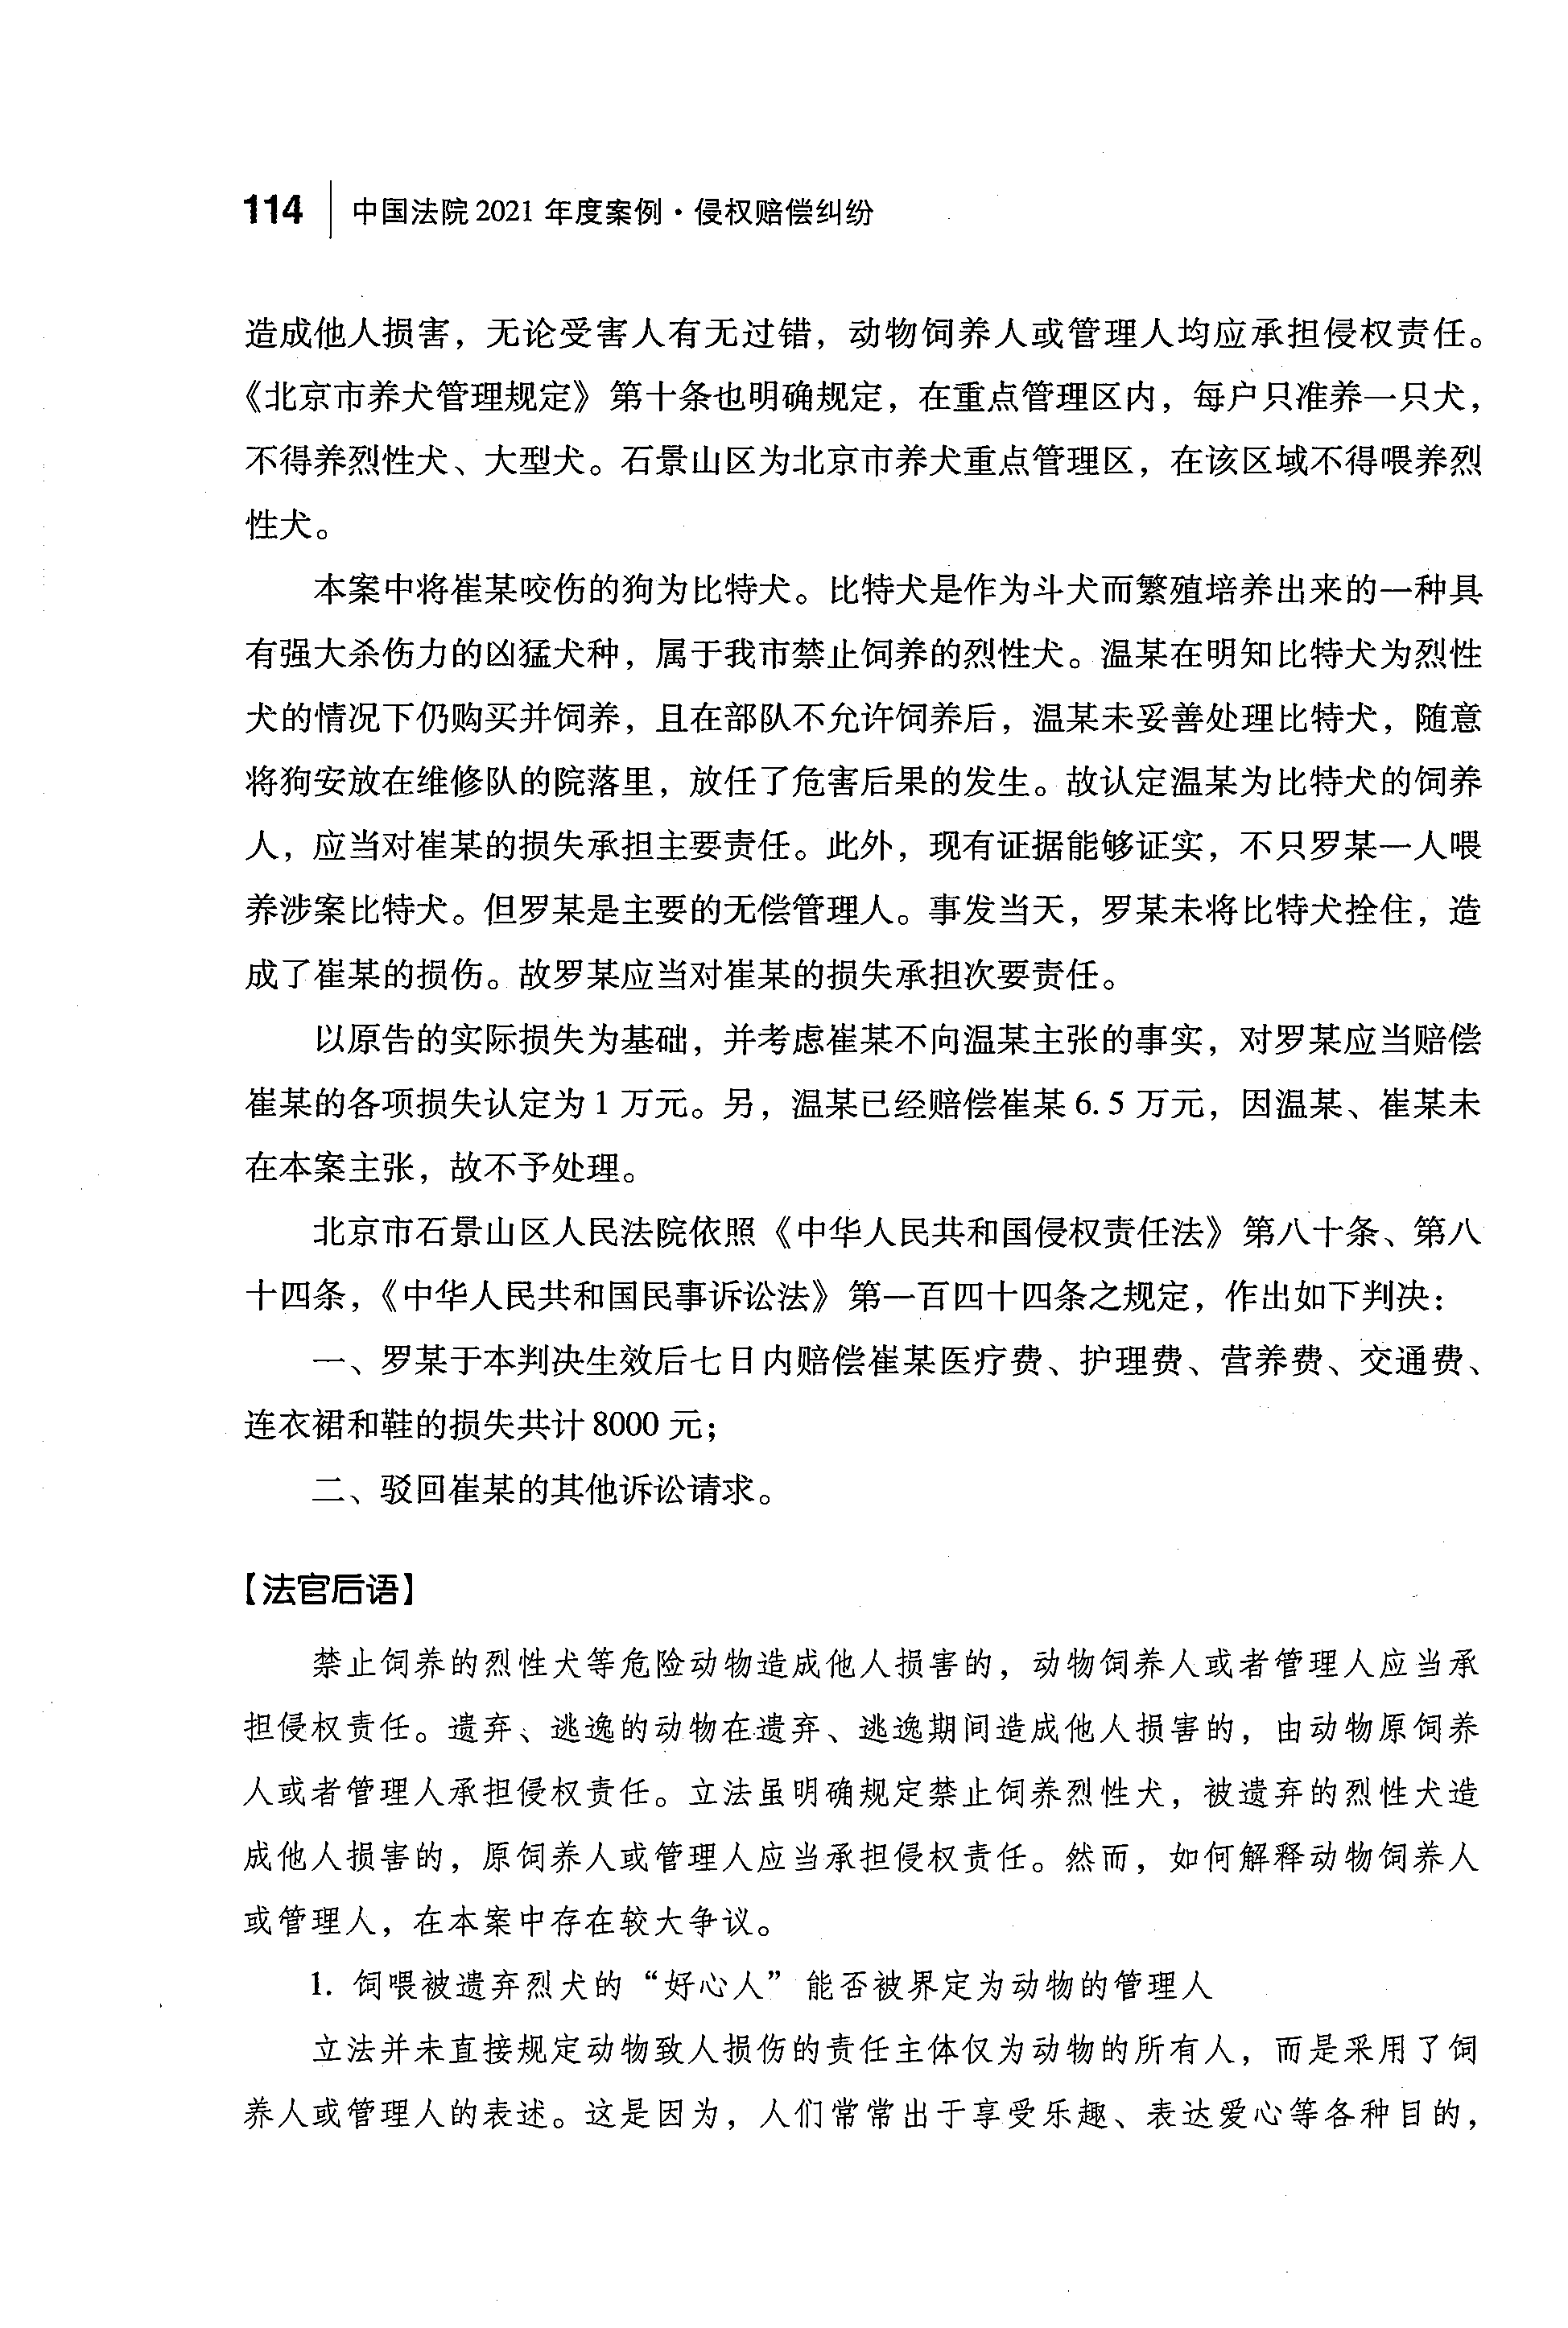 114 中国法院 2021 年度案例·侵权赔偿纠纷
造成他人损害，无论受害人有无过错，动物饲养人或管理人均应承担侵权责任。
《北京市养犬管理规定》第十条也明确规定，在重点管理区内，每户只准养一只犬，
不得养烈性犬、大型犬。石景山区为北京市养犬重点管理区，在该区域不得喂养烈
性犬。
本案中将崔某咬伤的狗为比特犬。比特犬是作为斗犬而繁殖培养出来的一种具
有强大杀伤力的凶猛犬种，属于我市禁止饲养的烈性犬。温某在明知比特犬为烈性
犬的情况下仍购买并饲养，且在部队不允许饲养后，温某未妥善处理比特犬，随意
将狗安放在维修队的院落里，放任了危害后果的发生。故认定温某为比特犬的饲养
人，应当对崔某的损失承担主要责任。此外，现有证据能够证实，不只罗某一人喂
养涉案比特犬。但罗某是主要的无偿管理人。事发当天，罗某未将比特犬拴住，造
成了崔某的损伤。故罗某应当对崔某的损失承担次要责任。
以原告的实际损失为基础，并考虑崔某不向温某主张的事实，对罗某应当赔偿
崔某的各项损失认定为 1 万元。另，温某已经赔偿崔某 6.5 万元，因温某、崔某未
在本案主张，故不予处理。
北京市石景山区人民法院依照《中华人民共和国侵权责任法》第八十条、第八
十四条，《中华人民共和国民事诉讼法》第一百四十四条之规定，作出如下判决：
一、罗某于本判决生效后七日内赔偿崔某医疗费、护理费、营养费、交通费、
连衣裙和鞋的损失共计 8000 元；
二、驳回崔某的其他诉讼请求。
【法官后语】
禁止饲养的烈性犬等危险动物造成他人损害的，动物饲养人或者管理人应当承
担侵权责任。遗弃、逃逸的动物在遗弃、逃逸期间造成他人损害的，由动物原饲养
人或者管理人承担侵权责任。立法虽明确规定禁止饲养烈性犬，被遗弃的烈性犬造
成他人损害的，原饲养人或管理人应当承担侵权责任。然而，如何解释动物饲养人
或管理人，在本案中存在较大争议。
1. 饲喂被遗弃烈犬的“好心人”能否被界定为动物的管理人
立法并未直接规定动物致人损伤的责任主体仅为动物的所有人，而是采用了饲
养人或管理人的表述。这是因为，人们常常出于享受乐趣、表达爱心等各种目的，